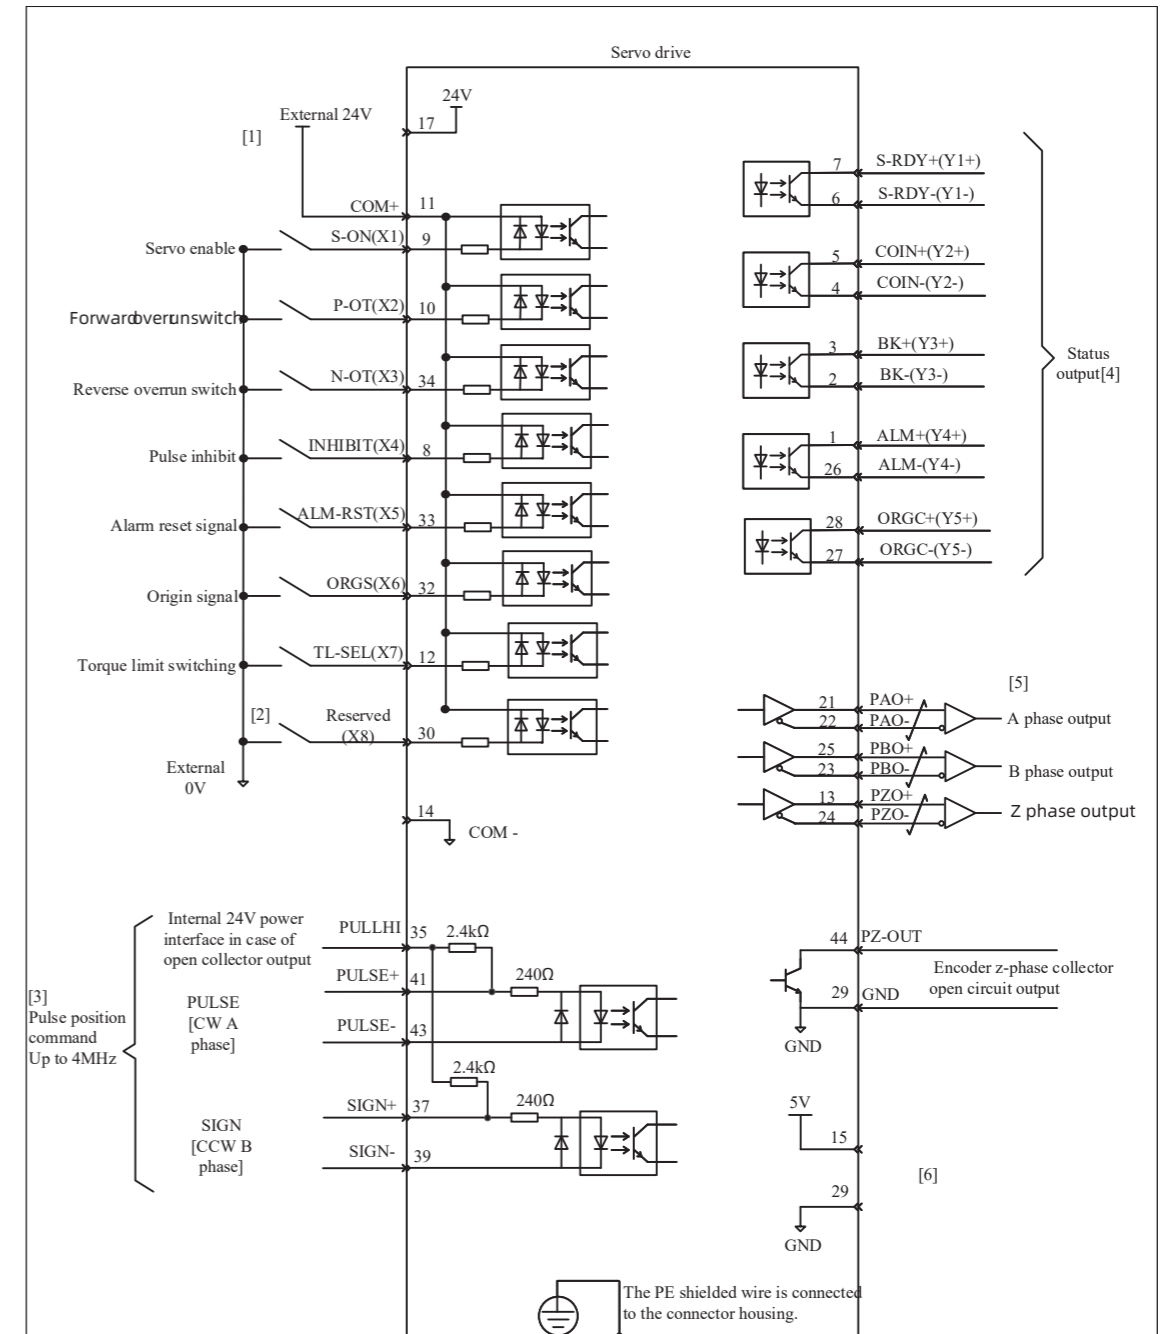 Servo drive
24V
External 24V
[1]
17
COM+
11
S-ON(X1)
9
Servo enable
P-OT(X2)
10
Forwardoverrunswitch
N-OT(X3)
34
Reverse overrun switch
INHIBIT(X4)
8
Pulse inhibit
ALM-RST(X5)
33
Alarm reset signal
ORGS(X6)
32
Origin signal
TL-SEL(X7)
12
Torque limit switching
[2]
Reserved
(X8)
30
External
0V
14
COM -
7
S-RDY+(Y1+)
6
S-RDY-(Y1-)
5
COIN+(Y2+)
4
COIN-(Y2-)
3
BK+(Y3+)
2
BK-(Y3-)
1
ALM+(Y4+)
26
ALM-(Y4-)
28
ORGC+(Y5+)
27
ORGC-(Y5-)
Status
output[4]
[5]
21
PAO+
22
PAO-
A phase output
25
PBO+
23
PBO-
B phase output
13
PZO+
24
PZO-
Z phase output
Internal 24V power
interface in case of
open collector output
PULLHI
35
2.4kΩ
PULSE+
41
240Ω
[3]
Pulse position
command
Up to 4MHz
PULSE
[CW A
phase]
PULSE-
43
2.4kΩ
SIGN+
37
240Ω
SIGN
[CCW B
phase]
SIGN-
39
44
PZ-OUT
Encoder z-phase collector
open circuit output
29
GND
GND
5V
15
[6]
29
GND
The PE shielded wire is connected
to the connector housing.